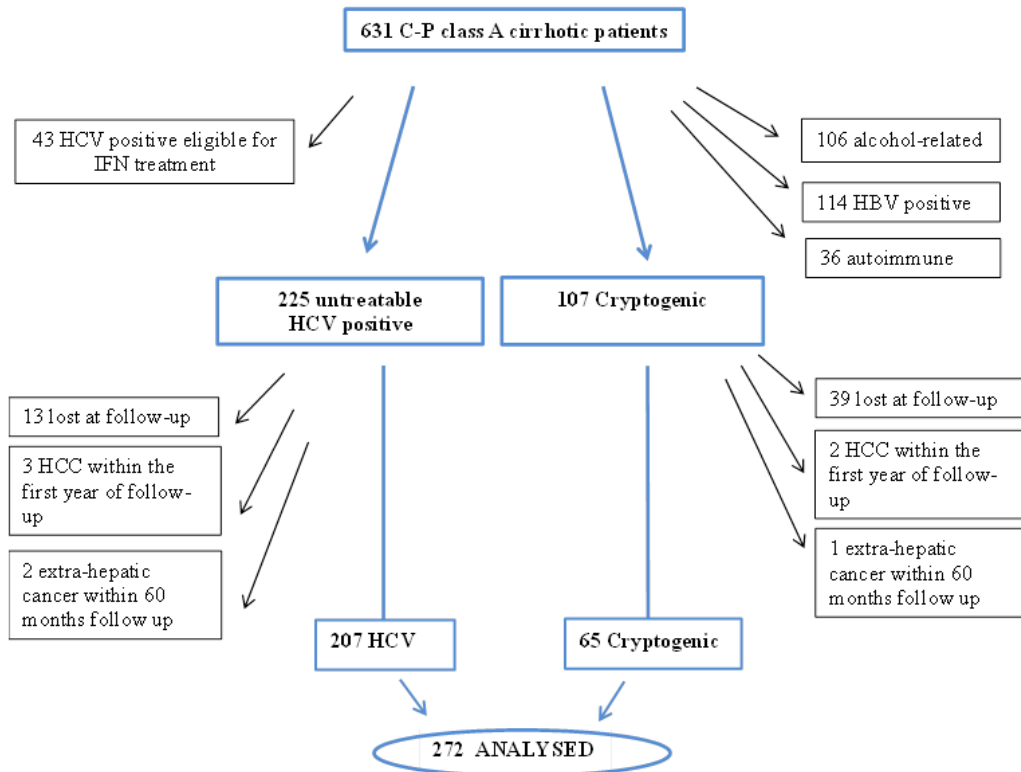 631 C-P class A cirrhotic patients
43 HCV positive eligible for
IFN treatment
106 alcohol-related
114 HBV positive
36 autoimmune
225 untreatable
HCV positive
107 Cryptogenic
13 lost at follow-up
3 HCC within the
first year of follow-
up
2 extra-hepatic
cancer within 60
months follow up
39 lost at follow-up
2 HCC within the
first year of follow-
up
1 extra-hepatic
cancer within 60
months follow up
207 HCV
65 Cryptogenic
272 ANALYSED